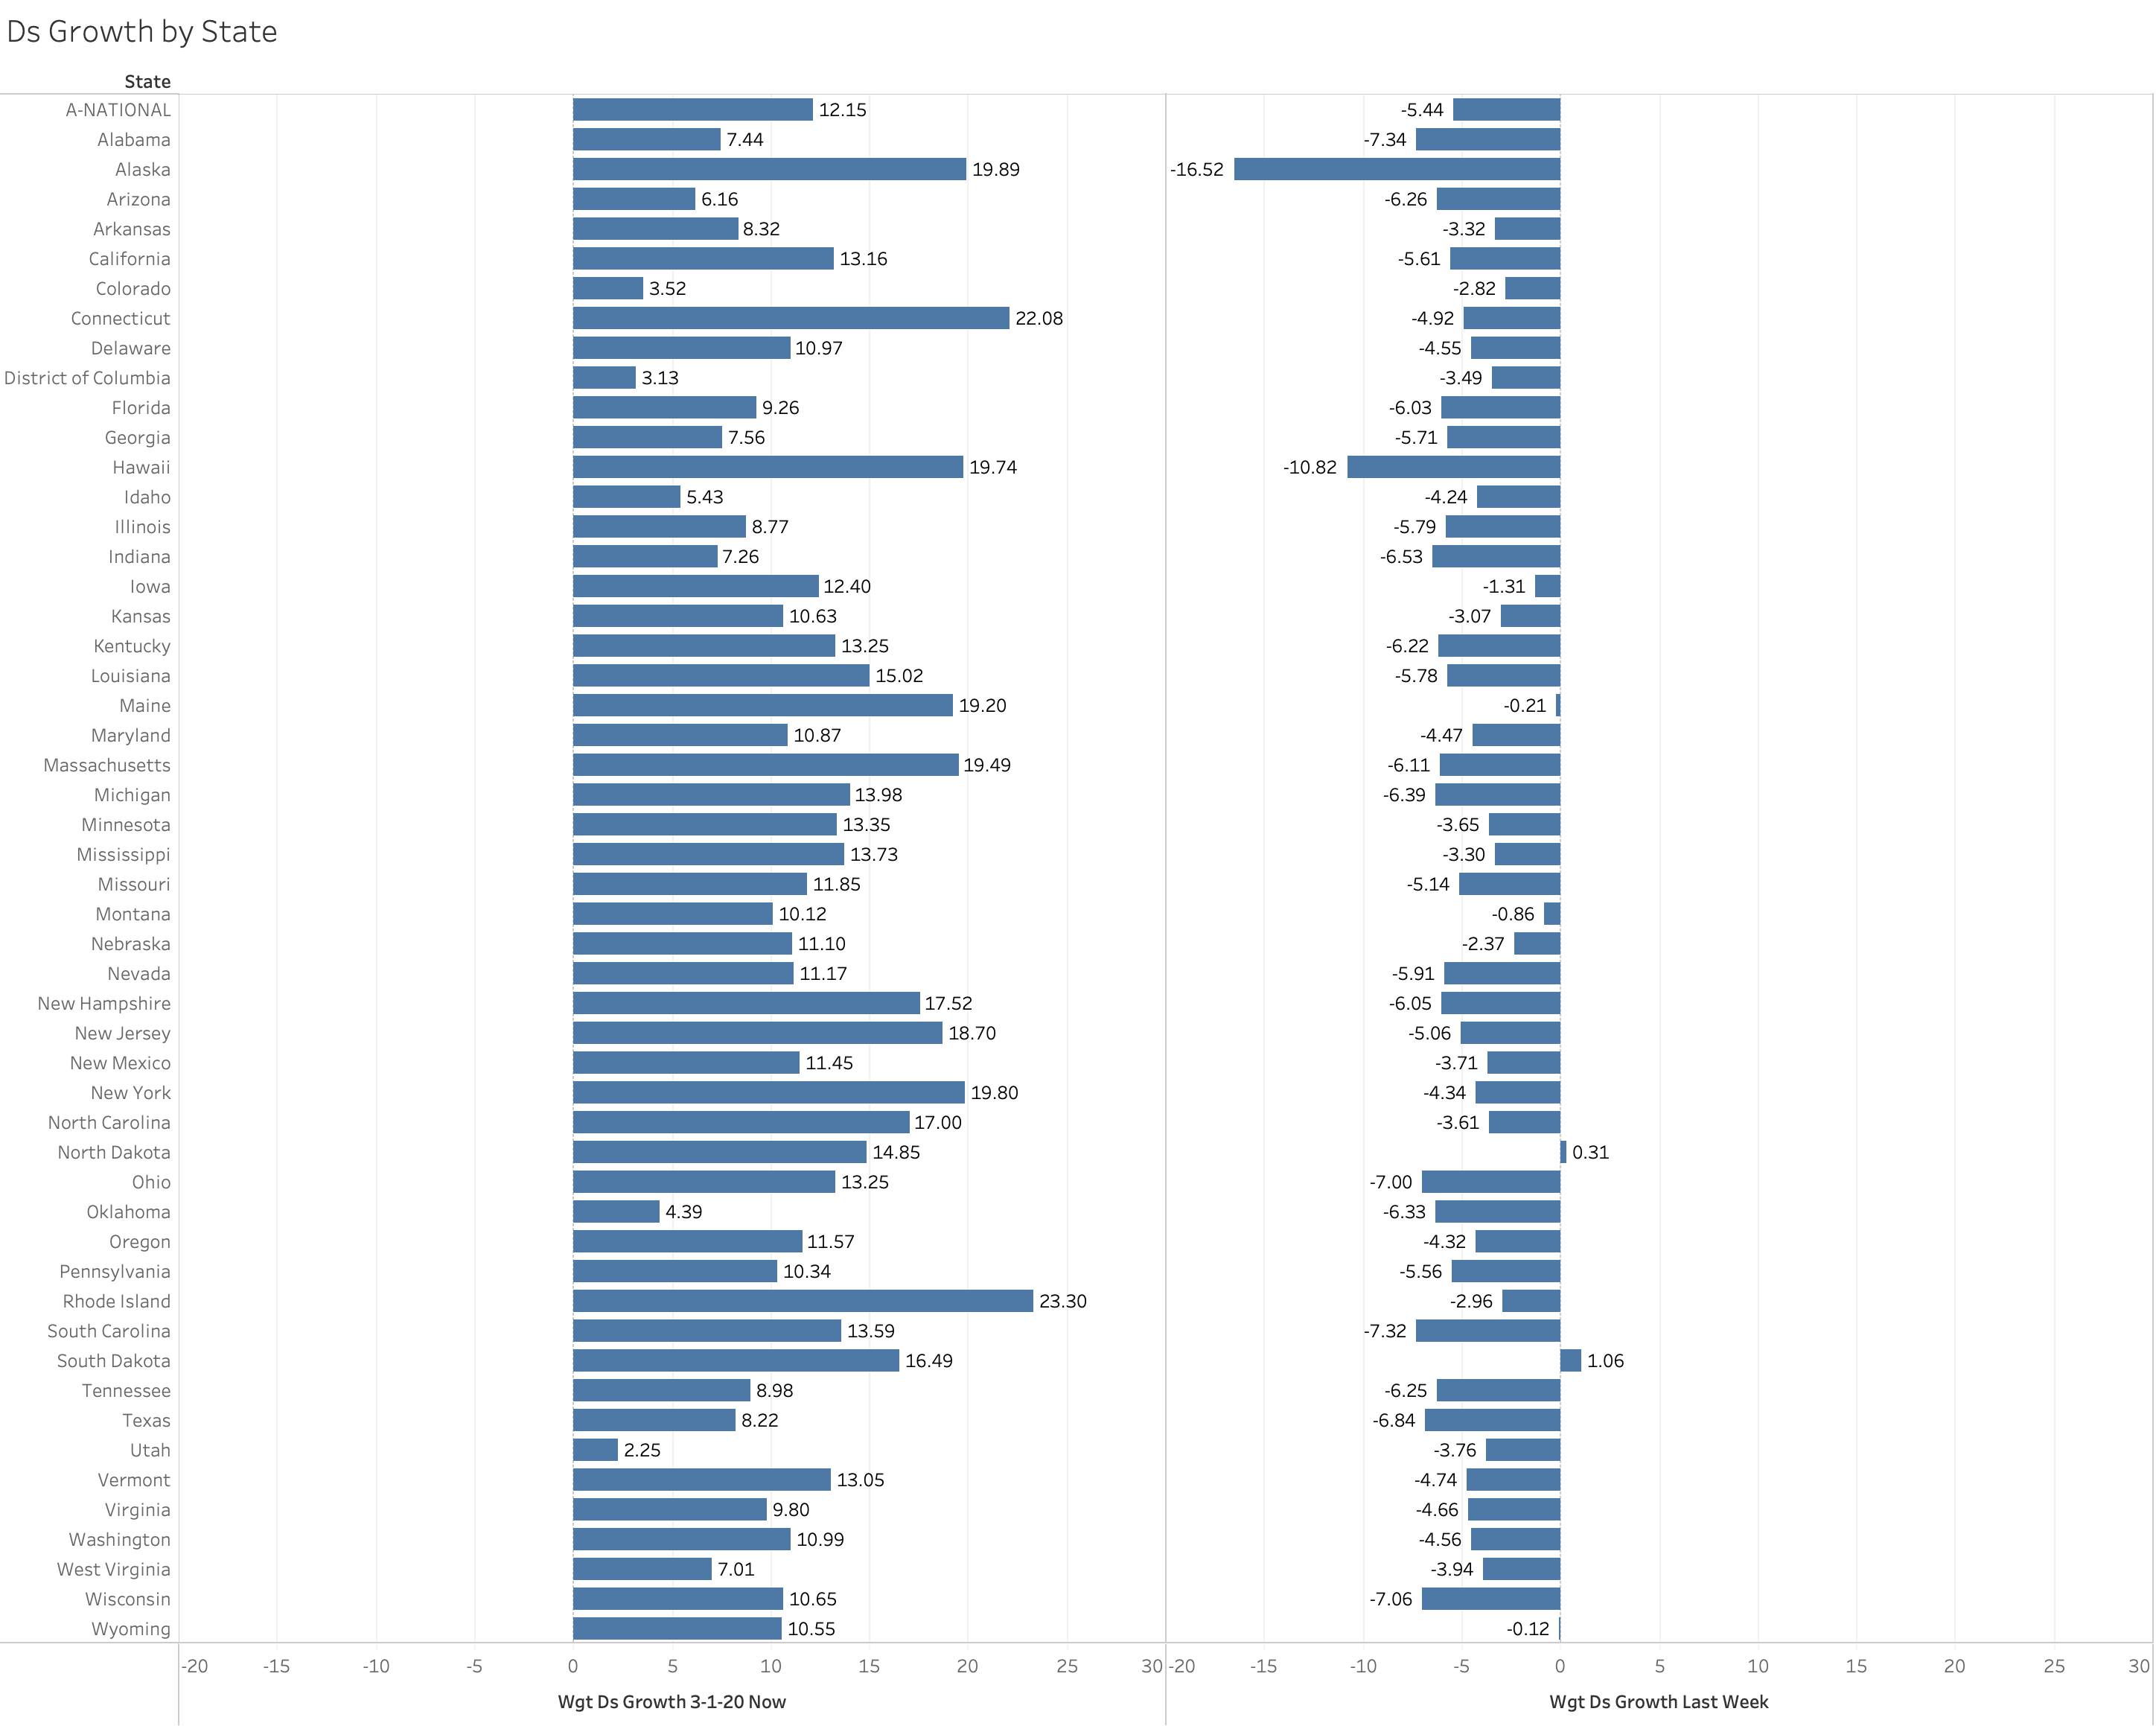 Ds Growth by State
State
A-NATIONAL 12.15 -5.44
Alabama 7.44 -7.34
Alaska 19.89 -16.52
Arizona 6.16 -6.26
Arkansas 8.32 -3.32
California 13.16 -5.61
Colorado 3.52 -2.82
Connecticut 22.08 -4.92
Delaware 10.97 -4.55
District of Columbia 3.13 -3.49
Florida 9.26 -6.03
Georgia 7.56 -5.71
Hawaii 19.74 -10.82
Idaho 5.43 -4.24
Illinois 8.77 -5.79
Indiana 7.26 -6.53
Iowa 12.40 -1.31
Kansas 10.63 -3.07
Kentucky 13.25 -6.22
Louisiana 15.02 -5.78
Maine 19.20 -0.21
Maryland 10.87 -4.47
Massachusetts 19.49 -6.11
Michigan 13.98 -6.39
Minnesota 13.35 -3.65
Mississippi 13.73 -3.30
Missouri 11.85 -5.14
Montana 10.12 -0.86
Nebraska 11.10 -2.37
Nevada 11.17 -5.91
New Hampshire 17.52 -6.05
New Jersey 18.70 -5.06
New Mexico 11.45 -3.71
New York 19.80 -4.34
North Carolina 17.00 -3.61
North Dakota 14.85 0.31
Ohio 13.25 -7.00
Oklahoma 4.39 -6.33
Oregon 11.57 -4.32
Pennsylvania 10.34 -5.56
Rhode Island 23.30 -2.96
South Carolina 13.59 -7.32
South Dakota 16.49 1.06
Tennessee 8.98 -6.25
Texas 8.22 -6.84
Utah 2.25 -3.76
Vermont 13.05 -4.74
Virginia 9.80 -4.66
Washington 10.99 -4.56
West Virginia 7.01 -3.94
Wisconsin 10.65 -7.06
Wyoming 10.55 -0.12
-20 -15 -10 -5 0 5 10 15 20 25 30 -20 -15 -10 -5 0 5 10 15 20 25 30
Wgt Ds Growth 3-1-20 Now Wgt Ds Growth Last Week